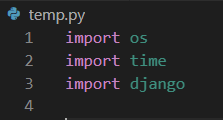 temp.py
1 import os
2 import time
3 import django
4